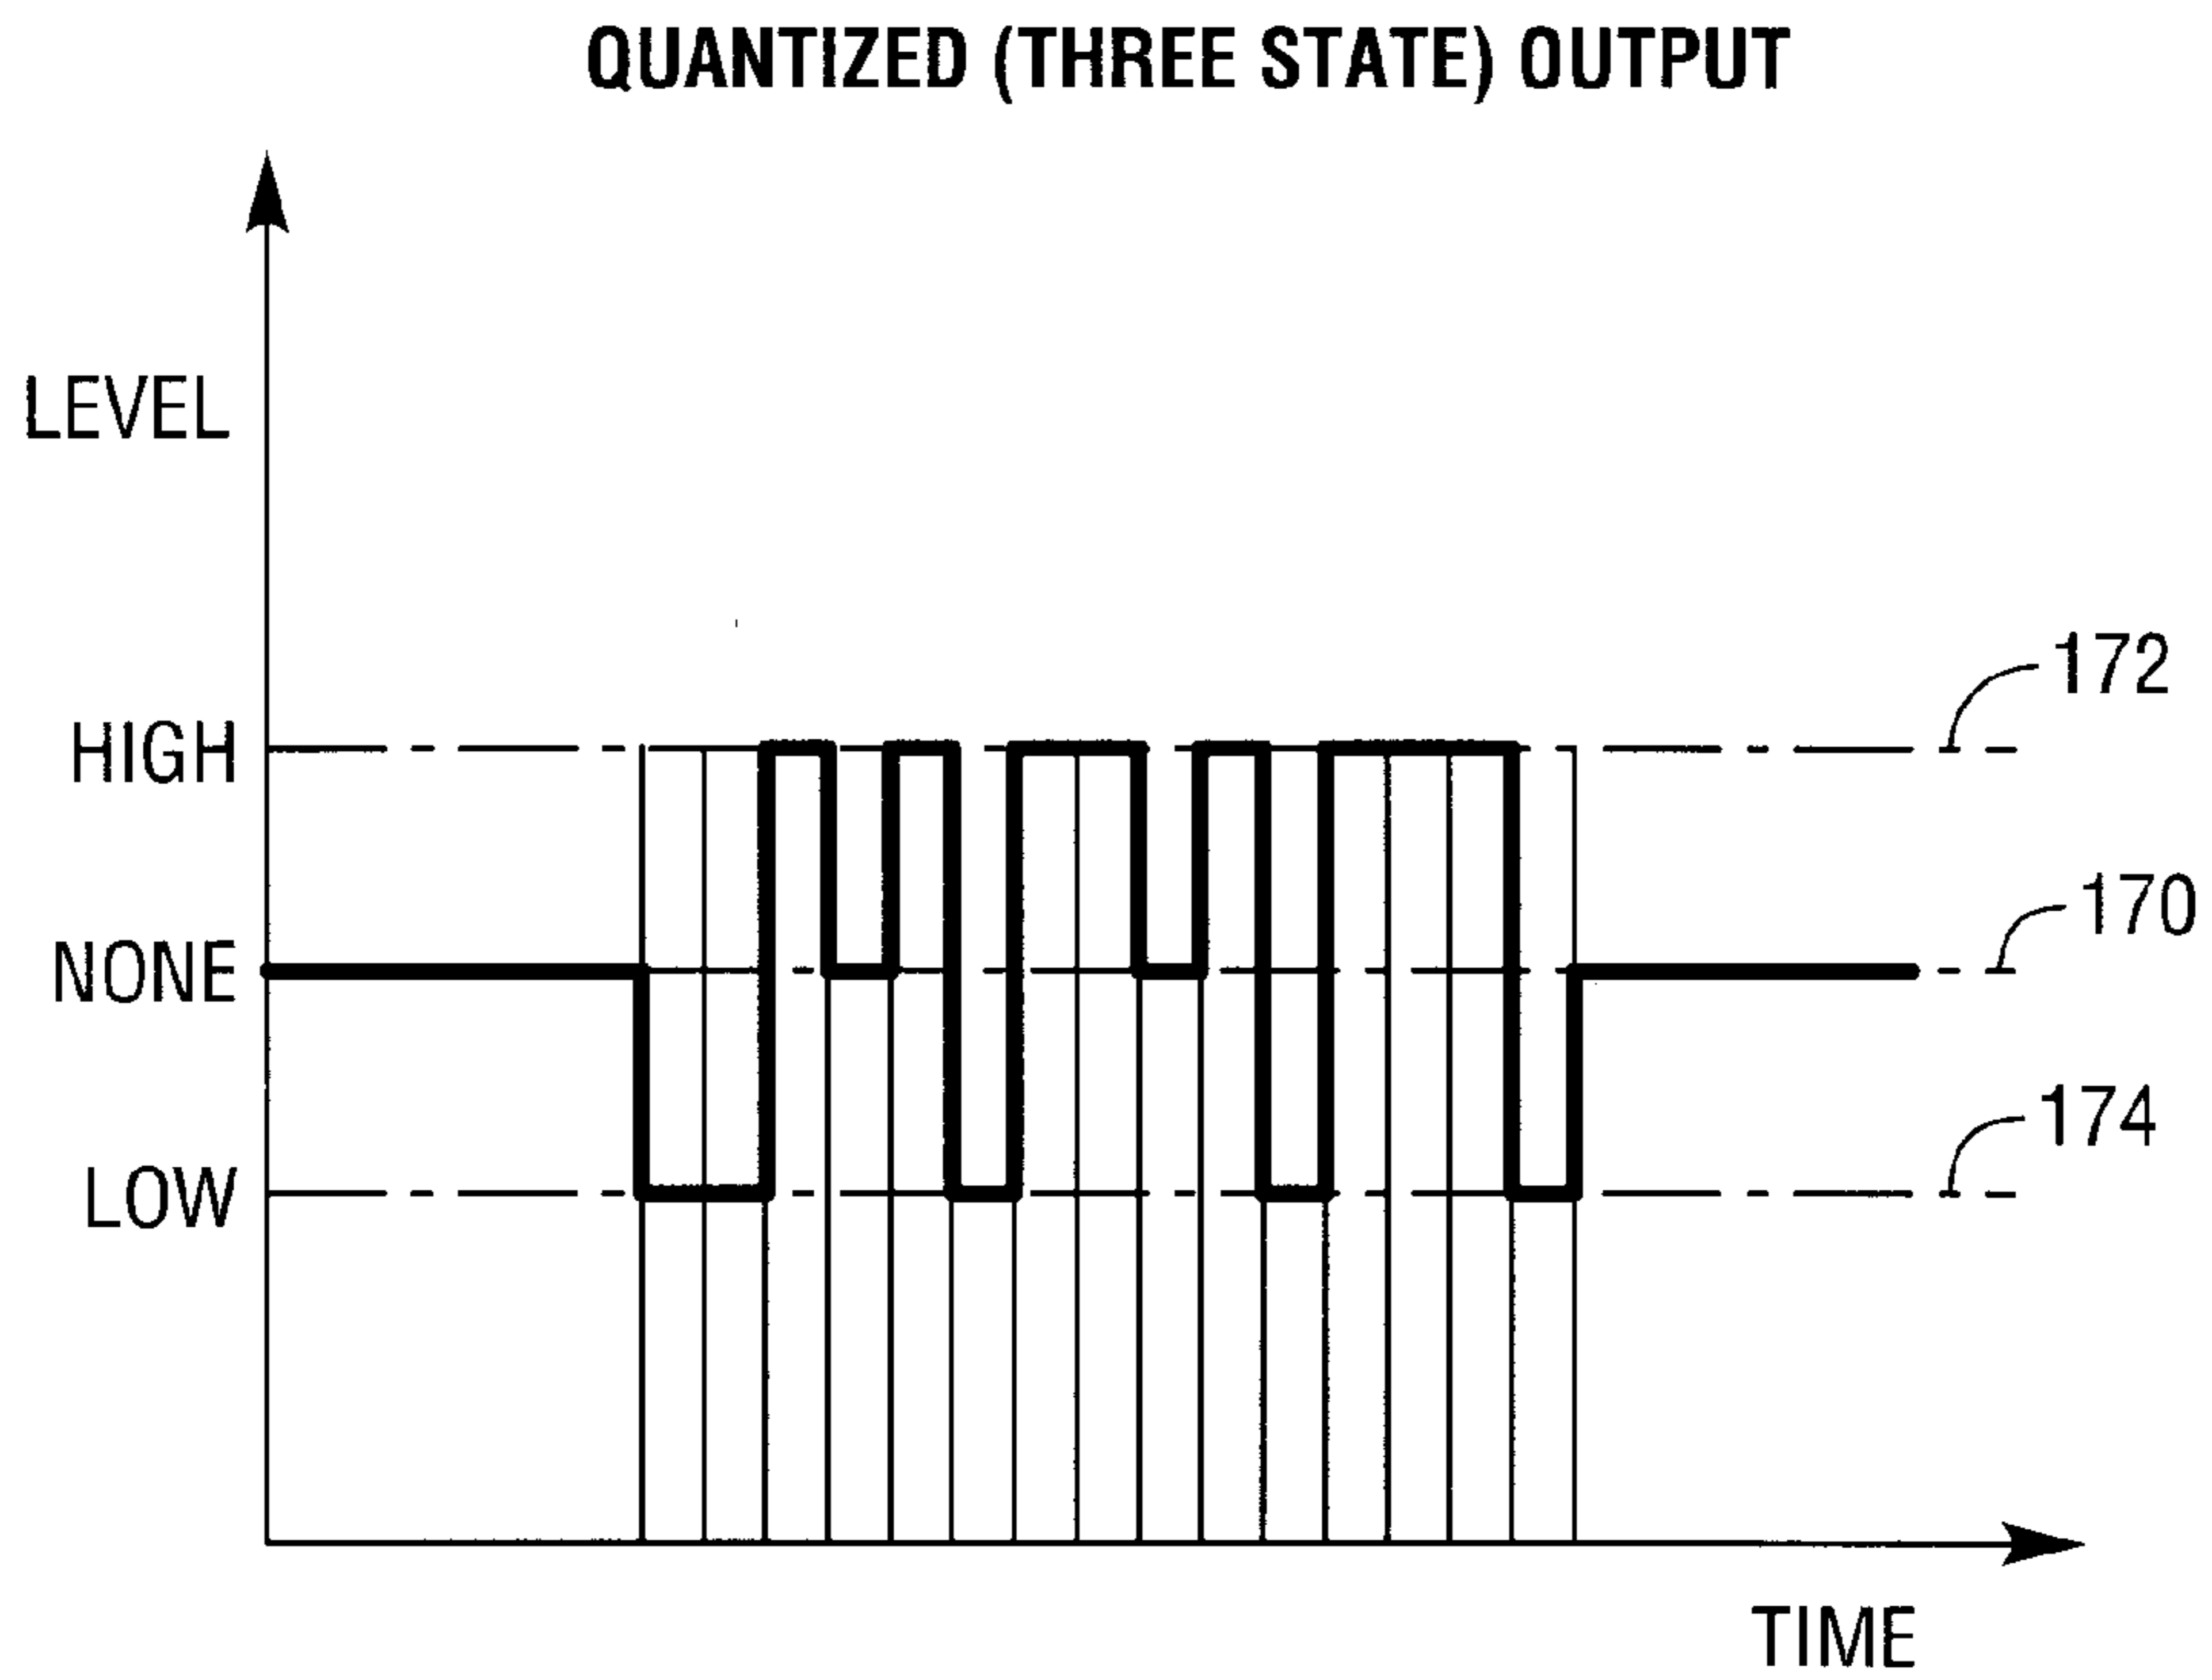 QUANTIZED (THREE STATE) OUTPUT
LEVEL
172
HIGH
170
NONE
174
LOW
TIME